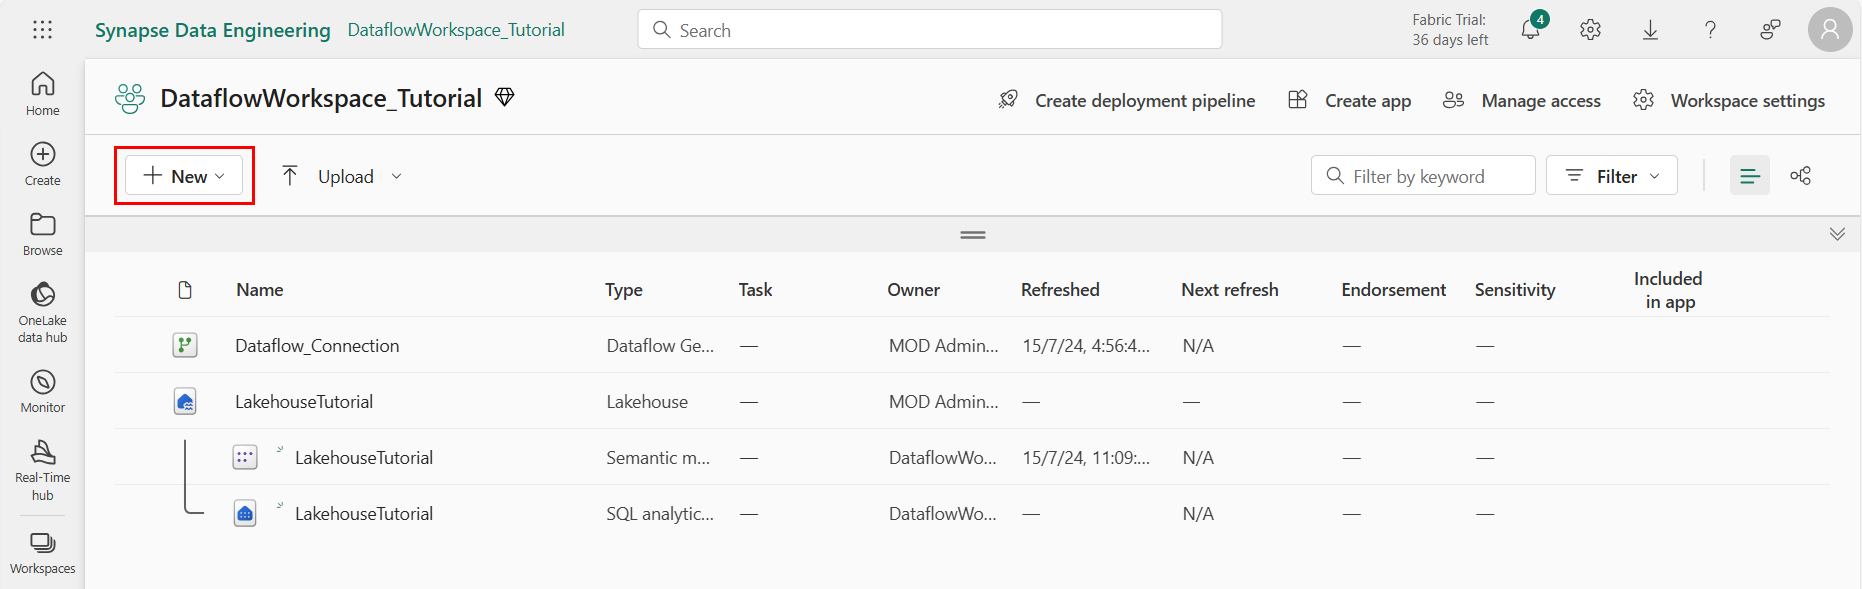 Synapse Data Engineering DataflowWorkspace_Tutorial Search Fabric Trial:
36 days left 4
Home
Create
Browse
OneLake
data hub
Monitor
Real-Time
hub
Workspaces
DataflowWorkspace_Tutorial Create deployment pipeline Create app Manage access Workspace settings
New Upload Filter by keyword Filter
Name Type Task Owner Refreshed Next refresh Endorsement Sensitivity Included
in app
Dataflow_Connection Dataflow Ge... — MOD Admin... 15/7/24, 4:56:4... N/A — —
LakehouseTutorial Lakehouse — MOD Admin... — — — —
LakehouseTutorial Semantic m... — DataflowWo... 15/7/24, 11:09:... N/A — —
LakehouseTutorial SQL analytic... — DataflowWo... — N/A — —